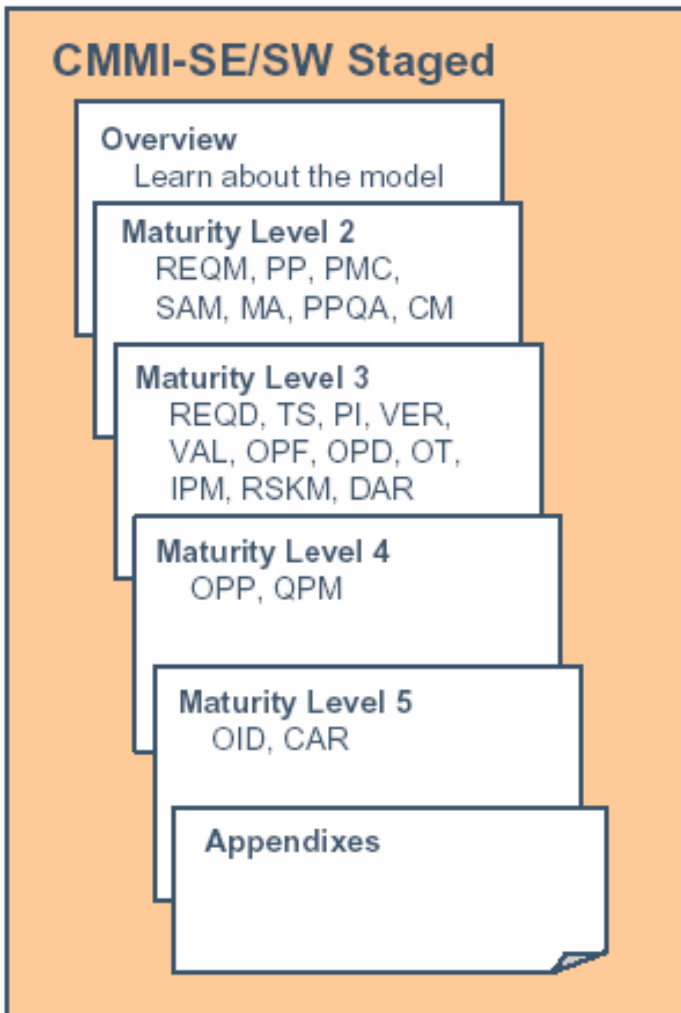 CMMI-SE/SW Staged
Overview
Learn about the model
Maturity Level 2
REQM, PP, PMC,
SAM, MA, PPQA, CM
Maturity Level 3
REQD, TS, PI, VER,
VAL, OPF, OPD, OT,
IPM, RSKM, DAR
Maturity Level 4
OPP, QPM
Maturity Level 5
OID, CAR
Appendixes